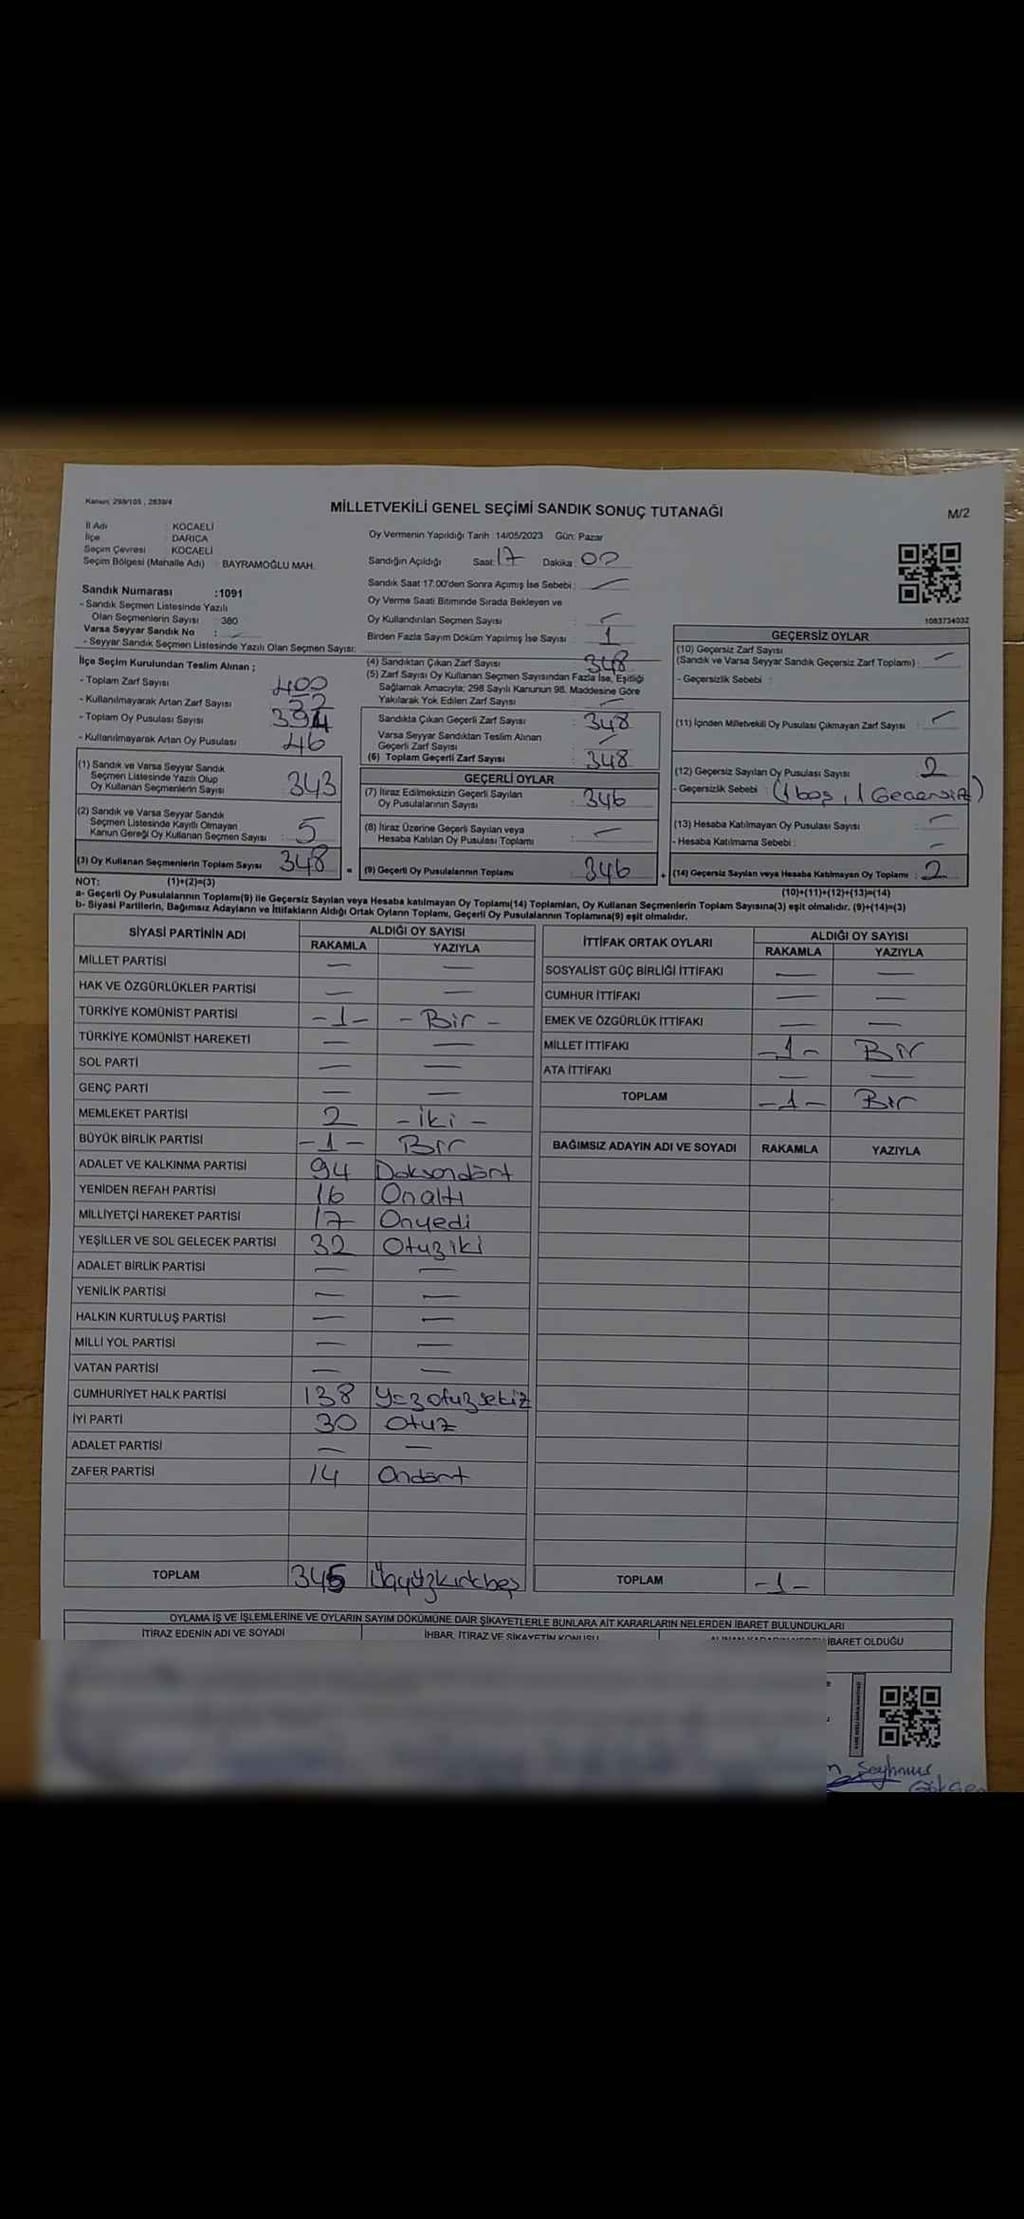 Kanun: 298/105 , 2839/4
MİLLETVEKİLİ GENEL SEÇİMİ SANDIK SONUÇ TUTANAĞI
M/2
İl Adı : KOCAELİ
İlçe : DARICA
Seçim Çevresi : KOCAELİ
Seçim Bölgesi (Mahalle Adı) : BAYRAMOĞLU MAH.
Sandık Numarası :1091
- Sandık Seçmen Listesinde Yazılı
Olan Seçmenlerin Sayısı : 380
Varsa Seyyar Sandık No : —
- Seyyar Sandık Seçmen Listesinde Yazılı Olan Seçmen Sayısı:
Oy Vermenin Yapıldığı Tarih :14/05/2023 Gün: Pazar
Sandığın Açıldığı Saat: 17 Dakika : 00
Sandık Saat 17:00'den Sonra Açımış İse Sebebi : —
Oy Verme Saati Bitiminde Sırada Bekleyen ve
Oy Kullandırılan Seçmen Sayısı : —
Birden Fazla Sayım Döküm Yapılmış İse Sayısı : 1
1083734032
İlçe Seçim Kurulundan Teslim Alınan ;
- Toplam Zarf Sayısı : 400
- Kullanılmayarak Artan Zarf Sayısı :
- Toplam Oy Pusulası Sayısı : 394
- Kullanılmayarak Artan Oy Pusulası : 46
(1) Sandık ve Varsa Seyyar Sandık
Seçmen Listesinde Yazılı Olup
Oy Kullanan Seçmenlerin Sayısı : 343
(2) Sandık ve Varsa Seyyar Sandık
Seçmen Listesinde Kayıtlı Olmayan
Kanun Gereği Oy Kullanan Seçmen Sayısı : 5
(3) Oy Kullanan Seçmenlerin Toplam Sayısı : 348
(1)+(2)=(3)
(4) Sandıktan Çıkan Zarf Sayısı : 348
(5) Zarf Sayısı Oy Kullanan Seçmen Sayısından Fazla İse, Eşitliği
Sağlamak Amacıyla; 298 Sayılı Kanunun 98. Maddesine Göre
Yakılarak Yok Edilen Zarf Sayısı : —
Sandıkta Çıkan Geçerli Zarf Sayısı : 348
Varsa Seyyar Sandıktan Teslim Alınan
Geçerli Zarf Sayısı : —
(6) Toplam Geçerli Zarf Sayısı : 348
GEÇERLİ OYLAR
(7) İtiraz Edilmeksizin Geçerli Sayılan
Oy Pusulalarının Sayısı : 346
(8) İtiraz Üzerine Geçerli Sayılan veya
Hesaba Katılan Oy Pusulası Toplamı : —
= (9) Geçerli Oy Pusulalarının Toplamı : 346
GEÇERSİZ OYLAR
(10) Geçersiz Zarf Sayısı
(Sandık ve Varsa Seyyar Sandık Geçersiz Zarf Toplamı) : —
- Geçersizlik Sebebi :
(11) İçinden Milletvekili Oy Pusulası Çıkmayan Zarf Sayısı : —
(12) Geçersiz Sayılan Oy Pusulası Sayısı : 2
- Geçersizlik Sebebi : (1 boş, 1 Geçersiz)
(13) Hesaba Katılmayan Oy Pusulası Sayısı : —
- Hesaba Katılmama Sebebi : —
+ (14) Geçersiz Sayılan veya Hesaba Katılmayan Oy Toplamı : 2
(10)+(11)+(12)+(13)=(14)
NOT:
a- Geçerli Oy Pusulalarının Toplamı(9) ile Geçersiz Sayılan veya Hesaba katılmayan Oy Toplamı(14) Toplamları, Oy Kullanan Seçmenlerin Toplam Sayısına(3) eşit olmalıdır. (9)+(14)=(3)
b- Siyasi Partilerin, Bağımsız Adayların ve İttifakların Aldığı Ortak Oyların Toplamı, Geçerli Oy Pusulalarının Toplamına(9) eşit olmalıdır.
SİYASİ PARTİNİN ADI ALDIĞI OY SAYISI
RAKAMLA YAZIYLA
MİLLET PARTİSİ — —
HAK VE ÖZGÜRLÜKLER PARTİSİ — —
TÜRKİYE KOMÜNİST PARTİSİ -1- - Bir -
TÜRKİYE KOMÜNİST HAREKETİ — —
SOL PARTİ — —
GENÇ PARTİ — —
MEMLEKET PARTİSİ 2 - iki -
BÜYÜK BİRLİK PARTİSİ -1- Bir
ADALET VE KALKINMA PARTİSİ 94 Doksandört
YENİDEN REFAH PARTİSİ 16 Onaltı
MİLLİYETÇİ HAREKET PARTİSİ 17 Onyedi
YEŞİLLER VE SOL GELECEK PARTİSİ 32 Otuziki
ADALET BİRLİK PARTİSİ — —
YENİLİK PARTİSİ — —
HALKIN KURTULUŞ PARTİSİ — —
MİLLİ YOL PARTİSİ — —
VATAN PARTİSİ — —
CUMHURİYET HALK PARTİSİ 138 Yüzotuzsekiz
İYİ PARTİ 30 Otuz
ADALET PARTİSİ — —
ZAFER PARTİSİ 14 Ondört
TOPLAM 345 Üçyüzkırkbeş
İTTİFAK ORTAK OYLARI ALDIĞI OY SAYISI
RAKAMLA YAZIYLA
SOSYALİST GÜÇ BİRLİĞİ İTTİFAKI — —
CUMHUR İTTİFAKI — —
EMEK VE ÖZGÜRLÜK İTTİFAKI — —
MİLLET İTTİFAKI -1- Bir
ATA İTTİFAKI — —
TOPLAM -1- Bir
BAĞIMSIZ ADAYIN ADI VE SOYADI RAKAMLA YAZIYLA
TOPLAM -1-
OYLAMA İŞ VE İŞLEMLERİNE VE OYLARIN SAYIM DÖKÜMÜNE DAİR ŞİKAYETLERLE BUNLARA AİT KARARLARIN NELERDEN İBARET BULUNDUKLARI
İTİRAZ EDENİN ADI VE SOYADI İHBAR, İTİRAZ VE ŞİKAYETİN KONUSU İBARET OLDUĞU
Seyhmus